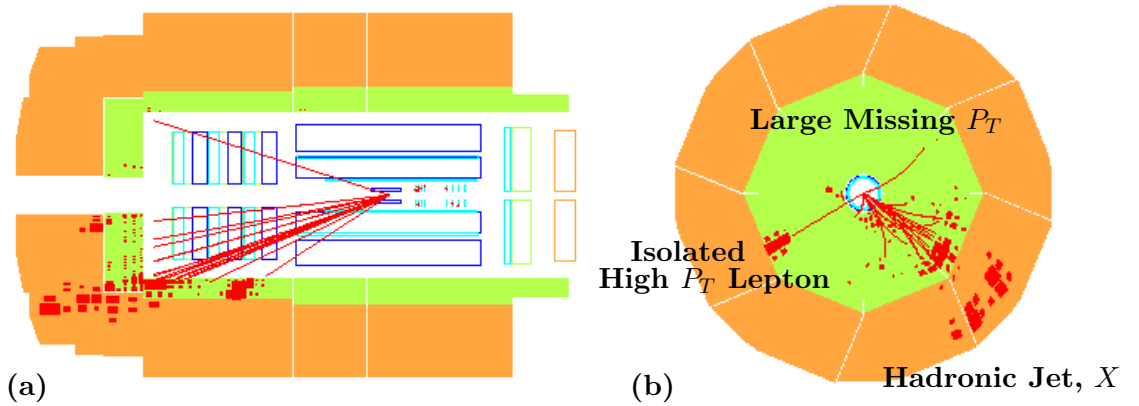 Large Missing P_T
Isolated
High P_T Lepton
(a)
(b)
Hadronic Jet, X